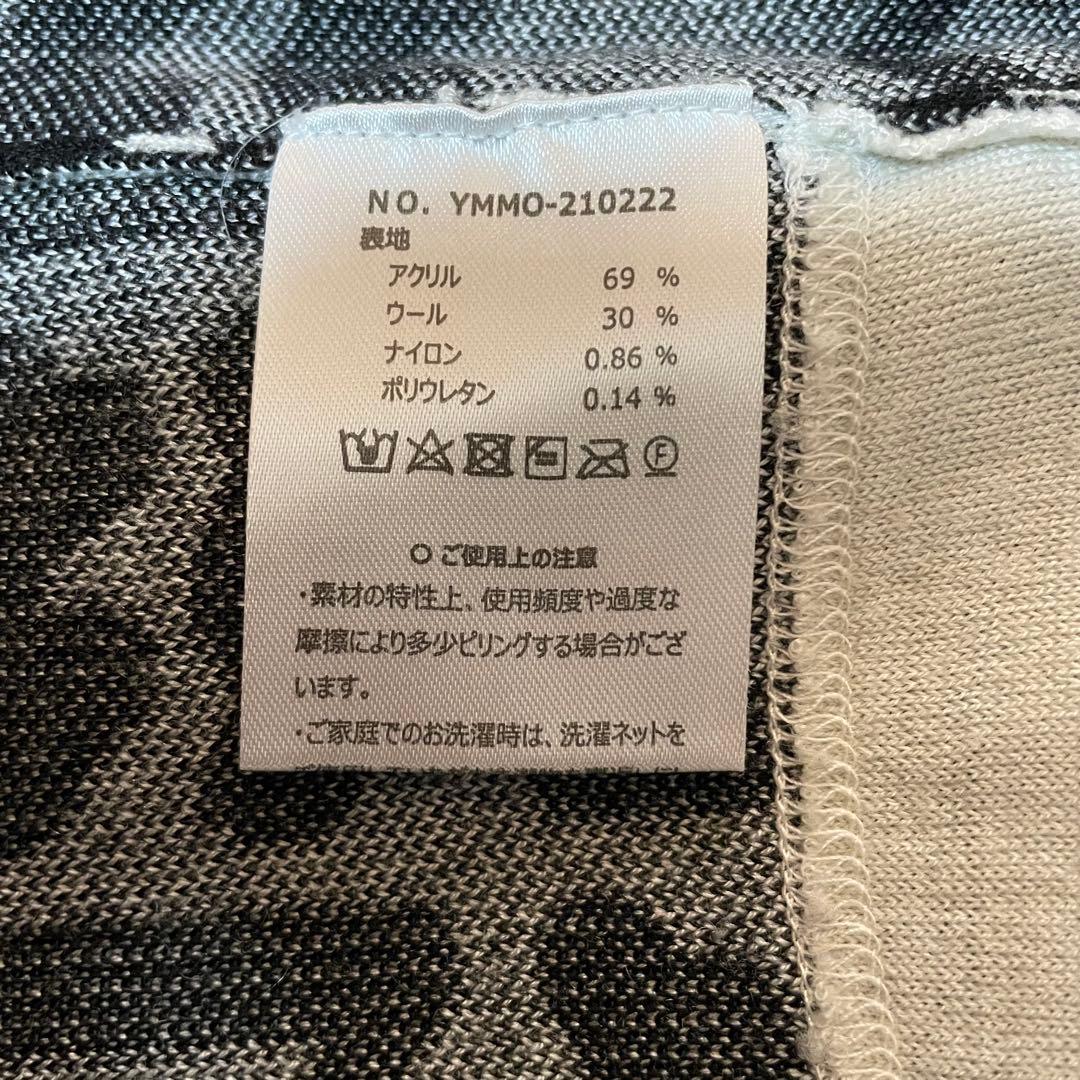 NO. YMMO-210222
表地
アクリル 69 %
ウール 30 %
ナイロン 0.86 %
ポリウレタン 0.14 %
F
○ ご使用上の注意
・素材の特性上、使用頻度や過度な
摩擦により多少ピリングする場合がござ
います。
・ご家庭でのお洗濯時は、洗濯ネットを